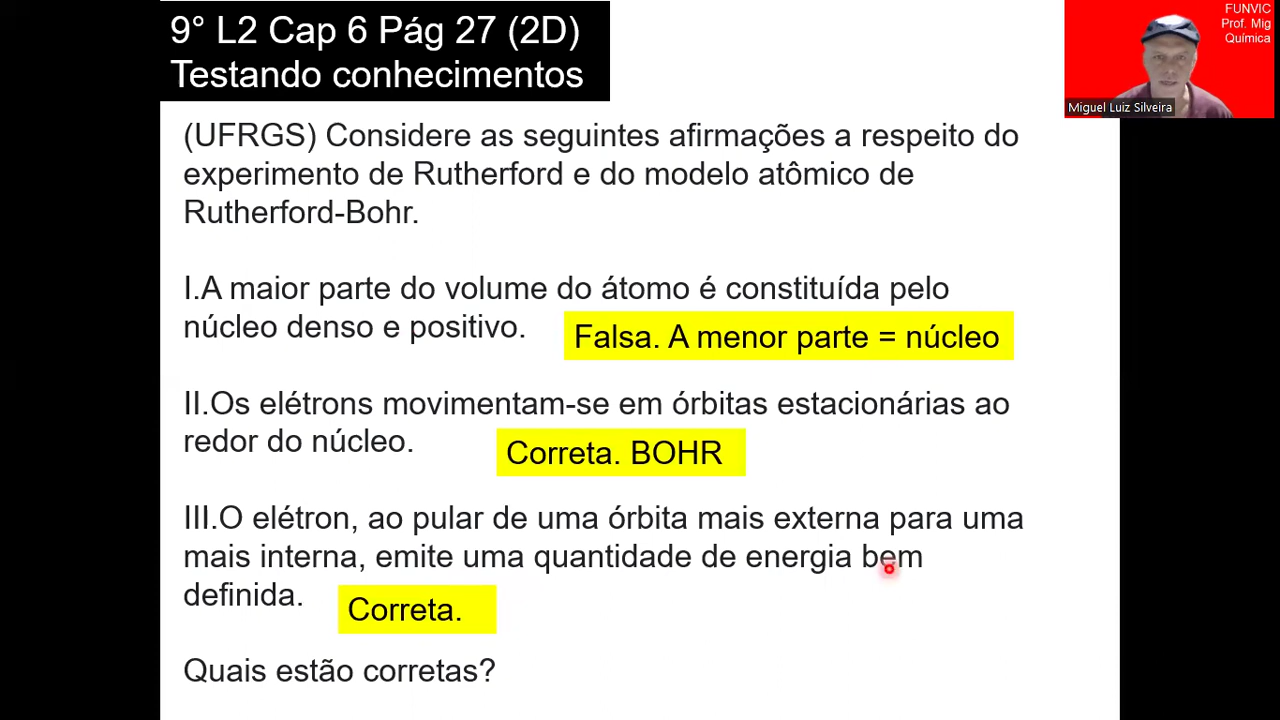 9° L2 Cap 6 Pág 27 (2D)
Testando conhecimentos
FUNVIC
Prof. Mig
Química
Miguel Luiz Silveira
(UFRGS) Considere as seguintes afirmações a respeito do
experimento de Rutherford e do modelo atômico de
Rutherford-Bohr.
I.A maior parte do volume do átomo é constituída pelo
núcleo denso e positivo.
Falsa. A menor parte = núcleo
II.Os elétrons movimentam-se em órbitas estacionárias ao
redor do núcleo.
Correta. BOHR
III.O elétron, ao pular de uma órbita mais externa para uma
mais interna, emite uma quantidade de energia bem
definida.
Correta.
Quais estão corretas?